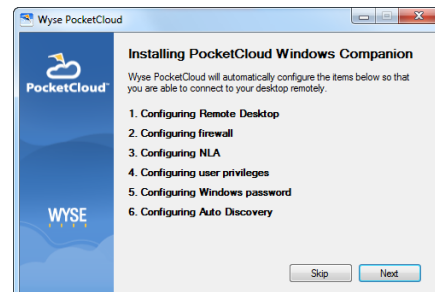 Wyse PocketCloud
Installing PocketCloud Windows Companion
Wyse PocketCloud will automatically configure the items below so that
you are able to connect to your desktop remotely.
PocketCloud™
1. Configuring Remote Desktop
2. Configuring firewall
3. Configuring NLA
4. Configuring user privileges
5. Configuring Windows password
6. Configuring Auto Discovery
WYSE
Skip
Next